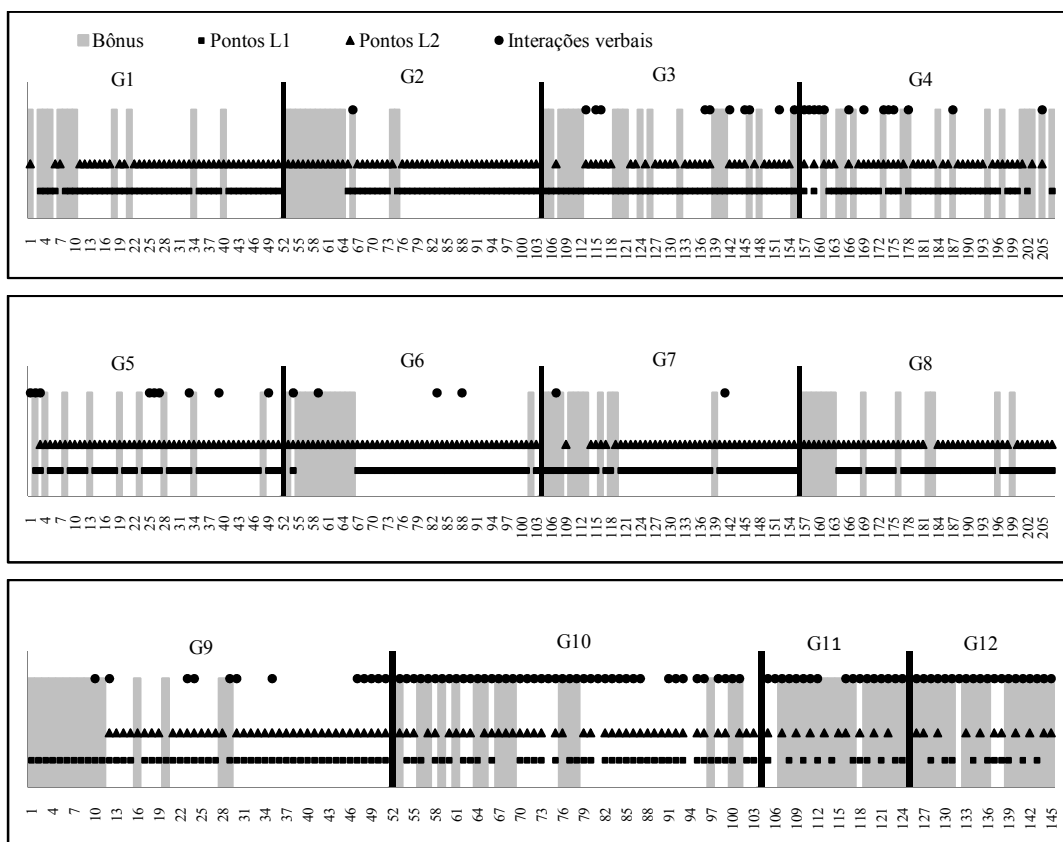 Bônus Pontos L1 Pontos L2 Interações verbais
G1 G2 G3 G4
1 4 7 10 13 16 19 22 25 28 31 34 37 40 43 46 49 52 55 58 61 64 67 70 73 76 79 82 85 88 91 94 97 100 103 106 109 112 115 118 121 124 127 130 133 136 139 142 145 148 151 154 157 160 163 166 169 172 175 178 181 184 187 190 193 196 199 202 205
G5 G6 G7 G8
1 4 7 10 13 16 19 22 25 28 31 34 37 40 43 46 49 52 55 58 61 64 67 70 73 76 79 82 85 88 91 94 97 100 103 106 109 112 115 118 121 124 127 130 133 136 139 142 145 148 151 154 157 160 163 166 169 172 175 178 181 184 187 190 193 196 199 202 205
G9 G10 G11 G12
1 4 7 10 13 16 19 22 25 28 31 34 37 40 43 46 49 52 55 58 61 64 67 70 73 76 79 82 85 88 91 94 97 100 103 106 109 112 115 118 121 124 127 130 133 136 139 142 145